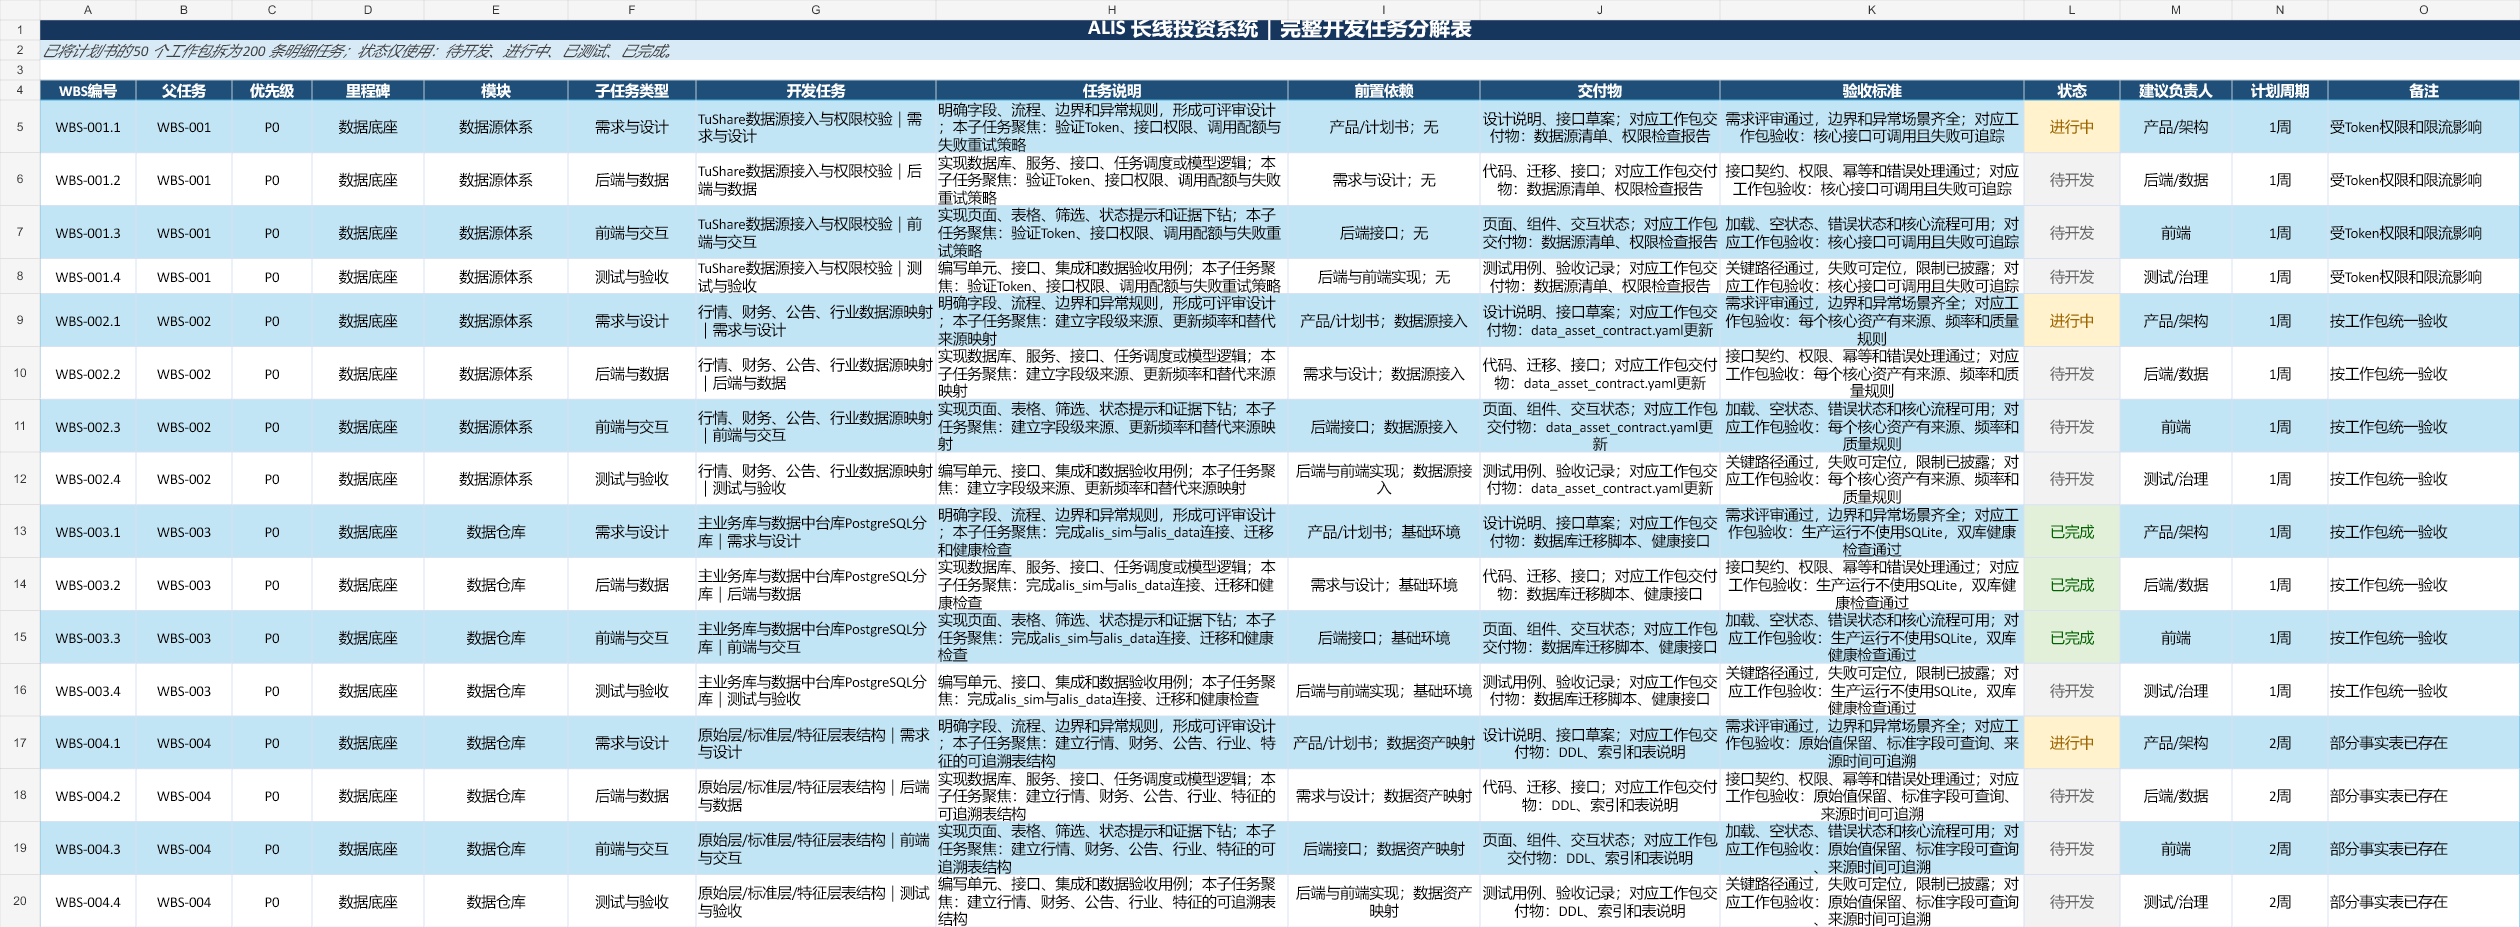 A B C D E F G H I J K L M N O
1 ALIS 长线投资系统｜完整开发任务分解表
2 已将计划书的50 个工作包拆为200 条明细任务；状态仅使用：待开发、进行中、已测试、已完成。
3
4 WBS编号 父任务 优先级 里程碑 模块 子任务类型 开发任务 任务说明 前置依赖 交付物 验收标准 状态 建议负责人 计划周期 备注
5 WBS-001.1 WBS-001 P0 数据底座 数据源体系 需求与设计 TuShare数据源接入与权限校验｜需求与设计 明确字段、流程、边界和异常规则，形成可评审设计；本子任务聚焦：验证Token、接口权限、调用配额与失败重试策略 产品/计划书；无 设计说明、接口草案；对应工作包交付物：数据源清单、权限检查报告 需求评审通过，边界和异常场景齐全；对应工作包验收：核心接口可调用且失败可追踪 进行中 产品/架构 1周 受Token权限和限流影响
6 WBS-001.2 WBS-001 P0 数据底座 数据源体系 后端与数据 TuShare数据源接入与权限校验｜后端与数据 实现数据库、服务、接口、任务调度或模型逻辑；本子任务聚焦：验证Token、接口权限、调用配额与失败重试策略 需求与设计；无 代码、迁移、接口；对应工作包交付物：数据源清单、权限检查报告 接口契约、权限、幂等和错误处理通过；对应工作包验收：核心接口可调用且失败可追踪 待开发 后端/数据 1周 受Token权限和限流影响
7 WBS-001.3 WBS-001 P0 数据底座 数据源体系 前端与交互 TuShare数据源接入与权限校验｜前端与交互 实现页面、表格、筛选、状态提示和证据下钻；本子任务聚焦：验证Token、接口权限、调用配额与失败重试策略 后端接口；无 页面、组件、交互状态；对应工作包交付物：数据源清单、权限检查报告 加载、空状态、错误状态和核心流程可用；对应工作包验收：核心接口可调用且失败可追踪 待开发 前端 1周 受Token权限和限流影响
8 WBS-001.4 WBS-001 P0 数据底座 数据源体系 测试与验收 TuShare数据源接入与权限校验｜测试与验收 编写单元、接口、集成和数据验收用例；本子任务聚焦：验证Token、接口权限、调用配额与失败重试策略 后端与前端实现；无 测试用例、验收记录；对应工作包交付物：数据源清单、权限检查报告 关键路径通过，失败可定位，限制已披露；对应工作包验收：核心接口可调用且失败可追踪 待开发 测试/治理 1周 受Token权限和限流影响
9 WBS-002.1 WBS-002 P0 数据底座 数据源体系 需求与设计 行情、财务、公告、行业数据源映射｜需求与设计 明确字段、流程、边界和异常规则，形成可评审设计；本子任务聚焦：建立字段级来源、更新频率和替代来源映射 产品/计划书；数据源接入 设计说明、接口草案；对应工作包交付物：data_asset_contract.yaml更新 需求评审通过，边界和异常场景齐全；对应工作包验收：每个核心资产有来源、频率和质量规则 进行中 产品/架构 1周 按工作包统一验收
10 WBS-002.2 WBS-002 P0 数据底座 数据源体系 后端与数据 行情、财务、公告、行业数据源映射｜后端与数据 实现数据库、服务、接口、任务调度或模型逻辑；本子任务聚焦：建立字段级来源、更新频率和替代来源映射 需求与设计；数据源接入 代码、迁移、接口；对应工作包交付物：data_asset_contract.yaml更新 接口契约、权限、幂等和错误处理通过；对应工作包验收：每个核心资产有来源、频率和质量规则 待开发 后端/数据 1周 按工作包统一验收
11 WBS-002.3 WBS-002 P0 数据底座 数据源体系 前端与交互 行情、财务、公告、行业数据源映射｜前端与交互 实现页面、表格、筛选、状态提示和证据下钻；本子任务聚焦：建立字段级来源、更新频率和替代来源映射 后端接口；数据源接入 页面、组件、交互状态；对应工作包交付物：data_asset_contract.yaml更新 加载、空状态、错误状态和核心流程可用；对应工作包验收：每个核心资产有来源、频率和质量规则 待开发 前端 1周 按工作包统一验收
12 WBS-002.4 WBS-002 P0 数据底座 数据源体系 测试与验收 行情、财务、公告、行业数据源映射｜测试与验收 编写单元、接口、集成和数据验收用例；本子任务聚焦：建立字段级来源、更新频率和替代来源映射 后端与前端实现；数据源接入 测试用例、验收记录；对应工作包交付物：data_asset_contract.yaml更新 关键路径通过，失败可定位，限制已披露；对应工作包验收：每个核心资产有来源、频率和质量规则 待开发 测试/治理 1周 按工作包统一验收
13 WBS-003.1 WBS-003 P0 数据底座 数据仓库 需求与设计 主业务库与数据中台库PostgreSQL分库｜需求与设计 明确字段、流程、边界和异常规则，形成可评审设计；本子任务聚焦：完成alis_sim与alis_data连接、迁移和健康检查 产品/计划书；基础环境 设计说明、接口草案；对应工作包交付物：数据库迁移脚本、健康接口 需求评审通过，边界和异常场景齐全；对应工作包验收：生产运行不使用SQLite，双库健康检查通过 已完成 产品/架构 1周 按工作包统一验收
14 WBS-003.2 WBS-003 P0 数据底座 数据仓库 后端与数据 主业务库与数据中台库PostgreSQL分库｜后端与数据 实现数据库、服务、接口、任务调度或模型逻辑；本子任务聚焦：完成alis_sim与alis_data连接、迁移和健康检查 需求与设计；基础环境 代码、迁移、接口；对应工作包交付物：数据库迁移脚本、健康接口 接口契约、权限、幂等和错误处理通过；对应工作包验收：生产运行不使用SQLite，双库健康检查通过 已完成 后端/数据 1周 按工作包统一验收
15 WBS-003.3 WBS-003 P0 数据底座 数据仓库 前端与交互 主业务库与数据中台库PostgreSQL分库｜前端与交互 实现页面、表格、筛选、状态提示和证据下钻；本子任务聚焦：完成alis_sim与alis_data连接、迁移和健康检查 后端接口；基础环境 页面、组件、交互状态；对应工作包交付物：数据库迁移脚本、健康接口 加载、空状态、错误状态和核心流程可用；对应工作包验收：生产运行不使用SQLite，双库健康检查通过 已完成 前端 1周 按工作包统一验收
16 WBS-003.4 WBS-003 P0 数据底座 数据仓库 测试与验收 主业务库与数据中台库PostgreSQL分库｜测试与验收 编写单元、接口、集成和数据验收用例；本子任务聚焦：完成alis_sim与alis_data连接、迁移和健康检查 后端与前端实现；基础环境 测试用例、验收记录；对应工作包交付物：数据库迁移脚本、健康接口 关键路径通过，失败可定位，限制已披露；对应工作包验收：生产运行不使用SQLite，双库健康检查通过 待开发 测试/治理 1周 按工作包统一验收
17 WBS-004.1 WBS-004 P0 数据底座 数据仓库 需求与设计 原始层/标准层/特征层表结构｜需求与设计 明确字段、流程、边界和异常规则，形成可评审设计；本子任务聚焦：建立行情、财务、公告、行业、特征的可追溯表结构 产品/计划书；数据资产映射 设计说明、接口草案；对应工作包交付物：DDL、索引和表说明 需求评审通过，边界和异常场景齐全；对应工作包验收：原始值保留、标准字段可查询、来源时间可追溯 进行中 产品/架构 2周 部分事实表已存在
18 WBS-004.2 WBS-004 P0 数据底座 数据仓库 后端与数据 原始层/标准层/特征层表结构｜后端与数据 实现数据库、服务、接口、任务调度或模型逻辑；本子任务聚焦：建立行情、财务、公告、行业、特征的可追溯表结构 需求与设计；数据资产映射 代码、迁移、接口；对应工作包交付物：DDL、索引和表说明 接口契约、权限、幂等和错误处理通过；对应工作包验收：原始值保留、标准字段可查询、来源时间可追溯 待开发 后端/数据 2周 部分事实表已存在
19 WBS-004.3 WBS-004 P0 数据底座 数据仓库 前端与交互 原始层/标准层/特征层表结构｜前端与交互 实现页面、表格、筛选、状态提示和证据下钻；本子任务聚焦：建立行情、财务、公告、行业、特征的可追溯表结构 后端接口；数据资产映射 页面、组件、交互状态；对应工作包交付物：DDL、索引和表说明 加载、空状态、错误状态和核心流程可用；对应工作包验收：原始值保留、标准字段可查询、来源时间可追溯 待开发 前端 2周 部分事实表已存在
20 WBS-004.4 WBS-004 P0 数据底座 数据仓库 测试与验收 原始层/标准层/特征层表结构｜测试与验收 编写单元、接口、集成和数据验收用例；本子任务聚焦：建立行情、财务、公告、行业、特征的可追溯表结构 后端与前端实现；数据资产映射 测试用例、验收记录；对应工作包交付物：DDL、索引和表说明 关键路径通过，失败可定位，限制已披露；对应工作包验收：原始值保留、标准字段可查询、来源时间可追溯 待开发 测试/治理 2周 部分事实表已存在